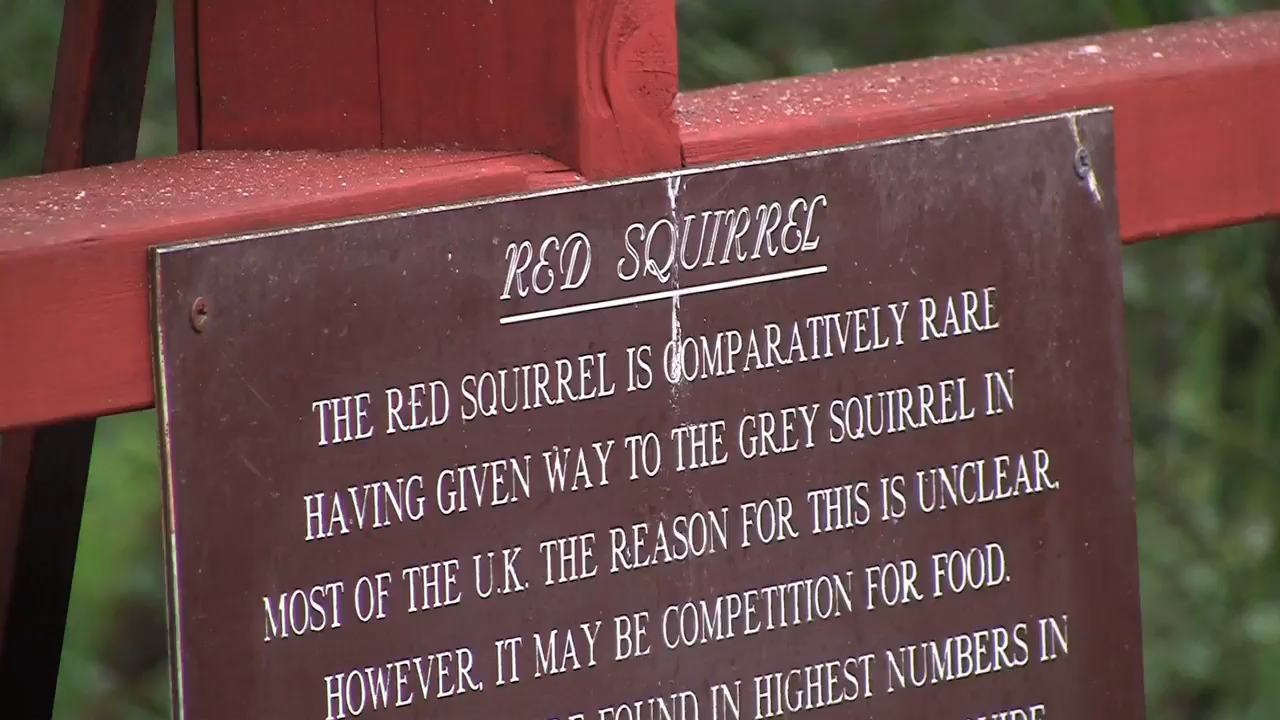 RED SQUIRREL
THE RED SQUIRREL IS COMPARATIVELY RARE
HAVING GIVEN WAY TO THE GREY SQUIRREL IN
MOST OF THE U.K. THE REASON FOR THIS IS UNCLEAR,
HOWEVER, IT MAY BE COMPETITION FOR FOOD.
FOUND IN HIGHEST NUMBERS IN